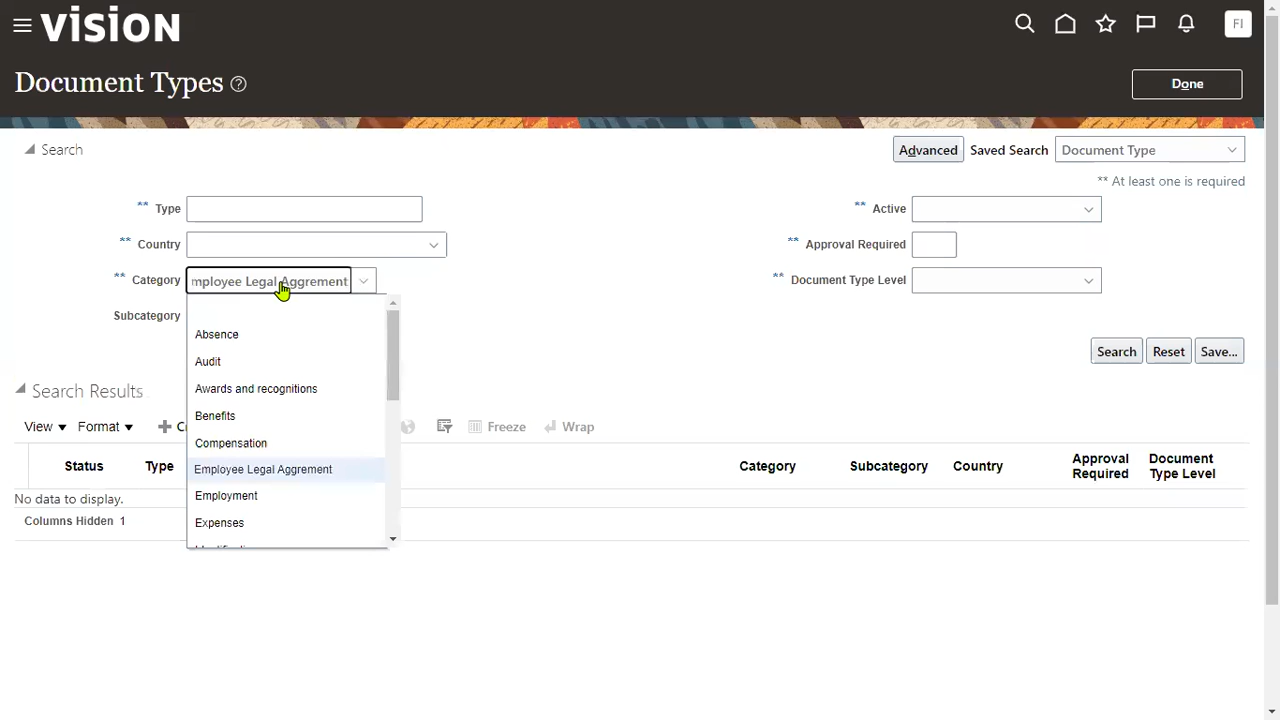 vision
FI
Document Types
Done
Search
Advanced
Saved Search
Document Type
** At least one is required
** Type
** Active
** Country
** Approval Required
** Category
mployee Legal Aggrement
** Document Type Level
Subcategory
Absence
Audit
Awards and recognitions
Benefits
Compensation
Employee Legal Aggrement
Employment
Expenses
Search
Reset
Save...
Search Results
View
Format
Freeze
Wrap
Status
Type
Category
Subcategory
Country
Approval
Required
Document
Type Level
No data to display.
Columns Hidden 1